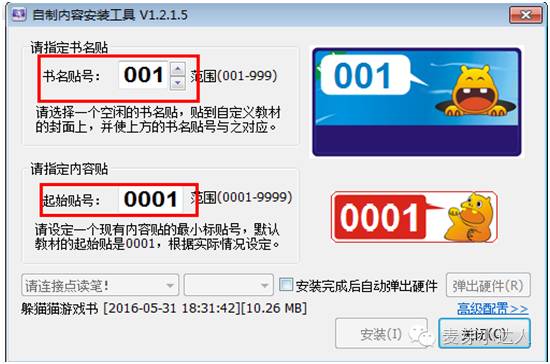 自制内容安装工具 V1.2.1.5
请指定书名贴
书名贴号： 001 范围(001-999)
请选择一个空闲的书名贴，贴到自定义教材
的封面上，并使上方的书名贴号与之对应。
001
请指定内容贴
起始贴号： 0001 范围(0001-9999)
请设定一个现有内容贴的最小标贴号，默认
教材的起始贴是0001，根据实际情况设定。
0001
请连接点读笔！
安装完成后自动弹出硬件
弹出硬件(R)
躲猫猫游戏书 [2016-05-31 18:31:42][10.26 MB]
高级配置>>
安装(I)
关闭(C)
麦芽小达人